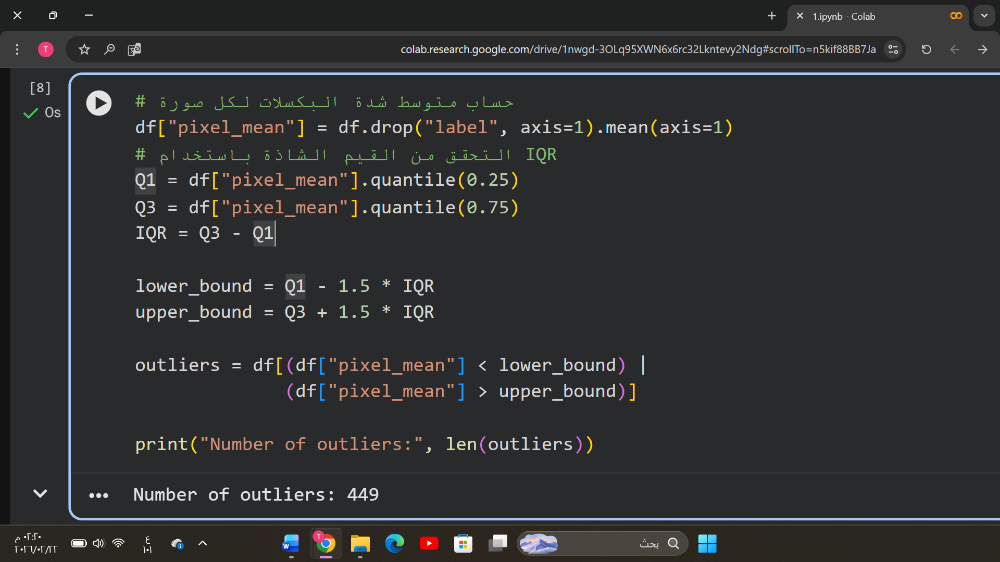 1.ipynb - Colab
T
colab.research.google.com/drive/1nwgd-3OLq95XWN6x6rc32Lkntevy2Ndg#scrollTo=n5kif88BB7Ja
[8]
0s
# حساب متوسط شدة البكسلات لكل صورة
df["pixel_mean"] = df.drop("label", axis=1).mean(axis=1)
# التحقق من القيم الشاذة باستخدام IQR
Q1 = df["pixel_mean"].quantile(0.25)
Q3 = df["pixel_mean"].quantile(0.75)
IQR = Q3 - Q1
lower_bound = Q1 - 1.5 * IQR
upper_bound = Q3 + 1.5 * IQR
outliers = df[(df["pixel_mean"] < lower_bound) |
(df["pixel_mean"] > upper_bound)]
print("Number of outliers:", len(outliers))
Number of outliers: 449
٠٢:٢٠ م
٢٠٢٦/٠٢/٢٢
ع
١٠١
W
T
بحث